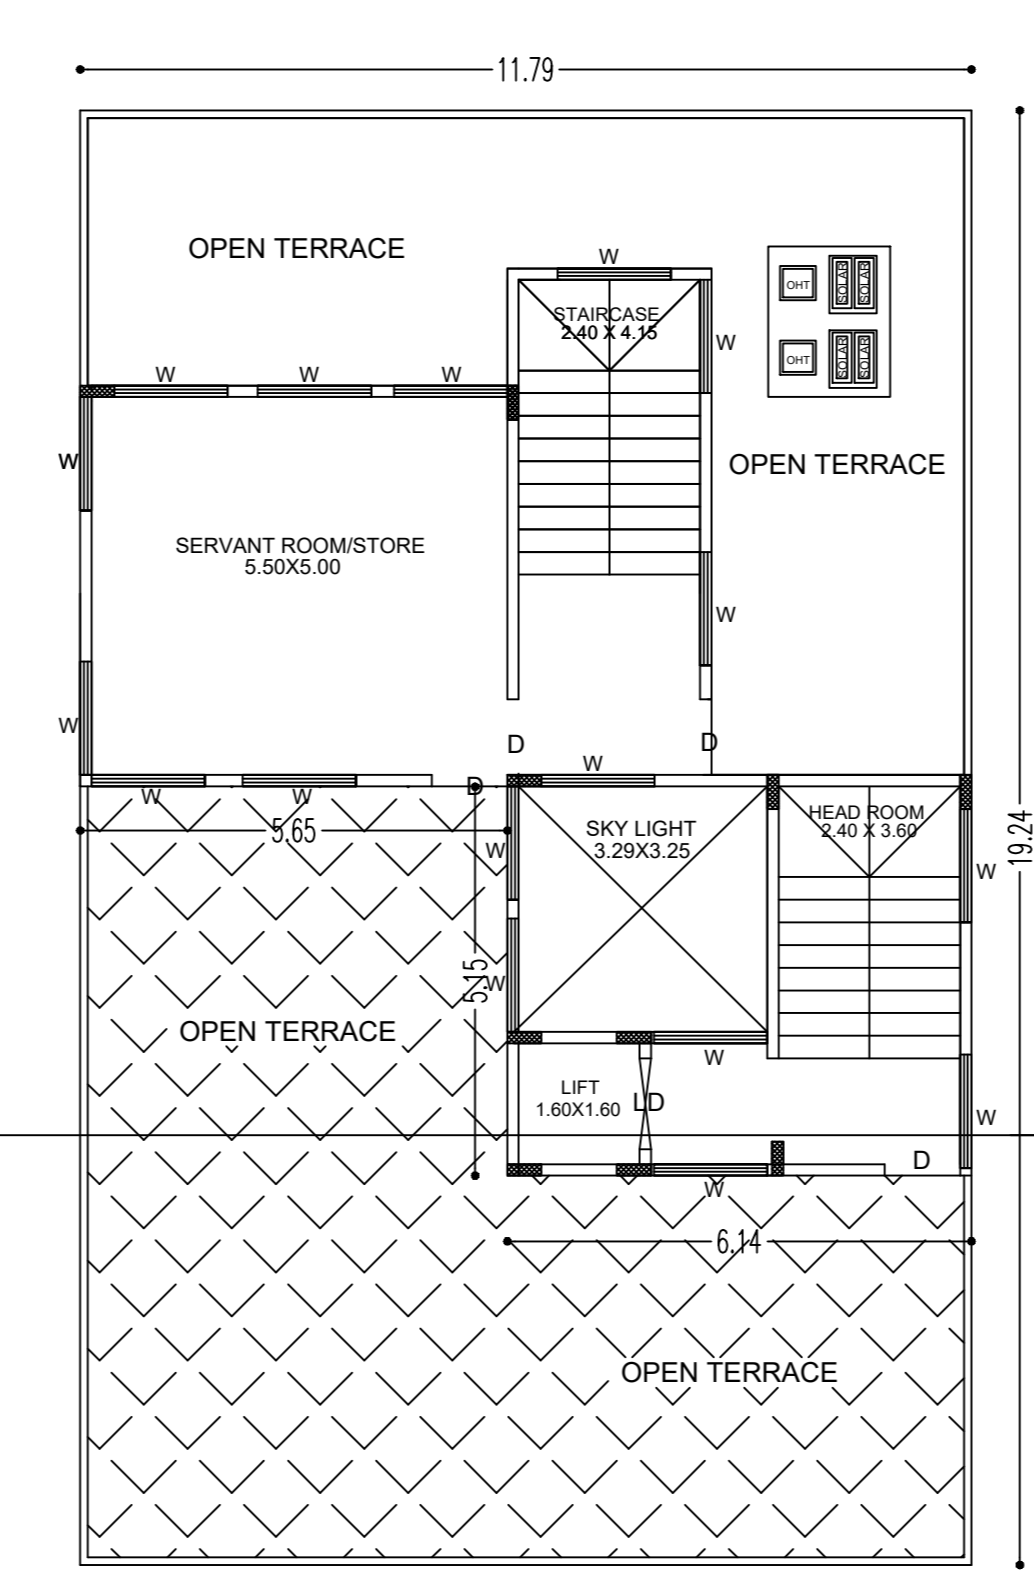 11.79
OPEN TERRACE
W
STAIRCASE
2.40 X 4.15
OHT
SOLAR
SOLAR
W
OHT
SOLAR
SOLAR
W
W
W
W
OPEN TERRACE
SERVANT ROOM/STORE
5.50X5.00
W
W
D
D
W
D
W
W
5.65
W
SKY LIGHT
3.29X3.25
HEAD ROOM
2.40 X 3.60
19.24
W
5.15
W
OPEN TERRACE
W
LIFT
1.60X1.60
LD
W
D
W
6.14
OPEN TERRACE